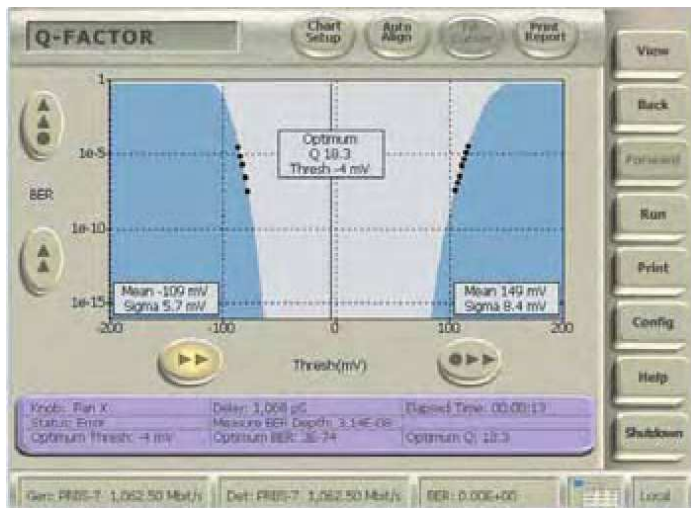 Q-FACTOR
Chart Setup
Auto Align
Print Report
View
Back
Forward
Run
Print
Config
Help
Shutdown
BER
1
1e-5
1e-10
1e-15
Optimum
Q 18.3
Thresh -4 mV
Mean -109 mV
Sigma 5.7 mV
Mean 149 mV
Sigma 8.4 mV
-200
-100
0
100
200
Thresh(mV)
Knob: Pan X
Delay: 1,068 pS
Elapsed Time: 00:00:13
Status: Error
Measure BER Depth: 3.14E-08
Optimum Thresh: -4 mV
Optimum BER: 3E-74
Optimum Q: 18.3
Gen: PRBS-7 1,062.50 Mbit/s
Det: PRBS-7 1,062.50 Mbit/s
BER: 0.00E+00
Local